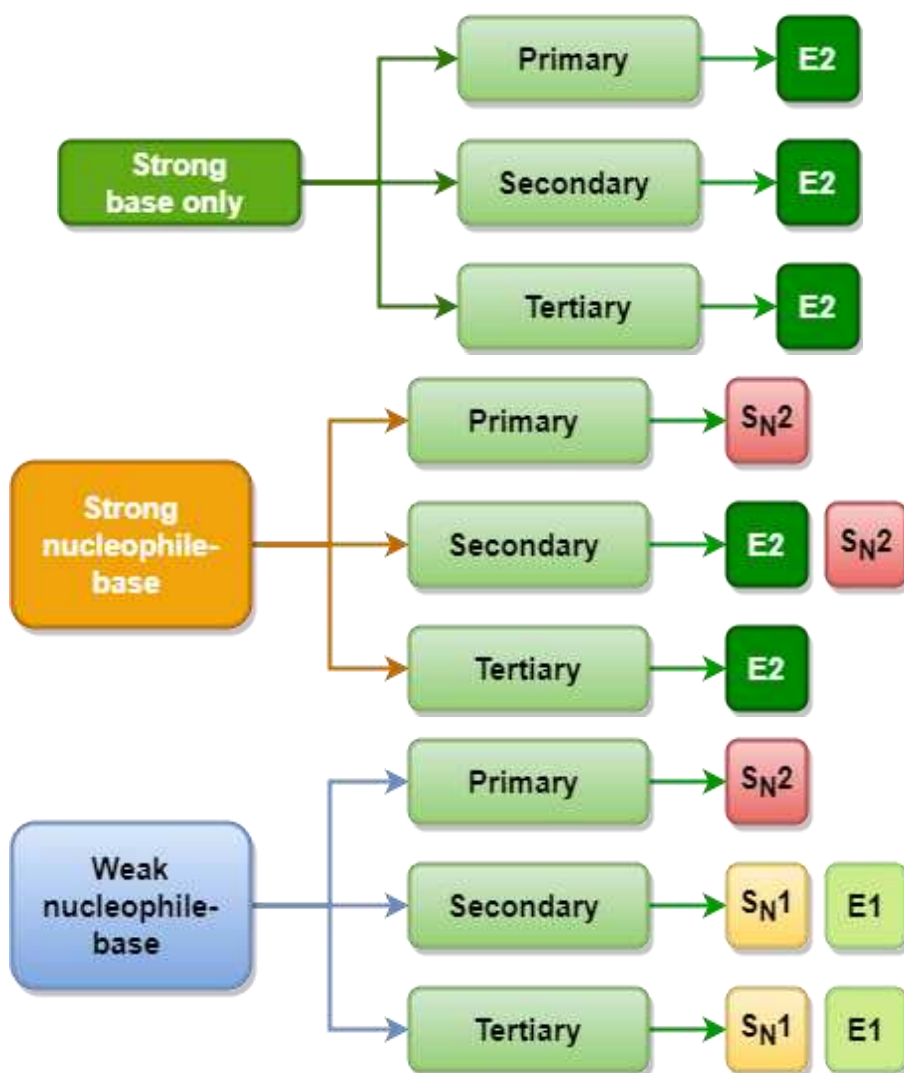 Primary
E2
Strong
base only
Secondary
E2
Tertiary
E2
Primary
SN2
Strong
nucleophile-
base
Secondary
E2
SN2
Tertiary
E2
Primary
SN2
Weak
nucleophile-
base
Secondary
SN1
E1
Tertiary
SN1
E1